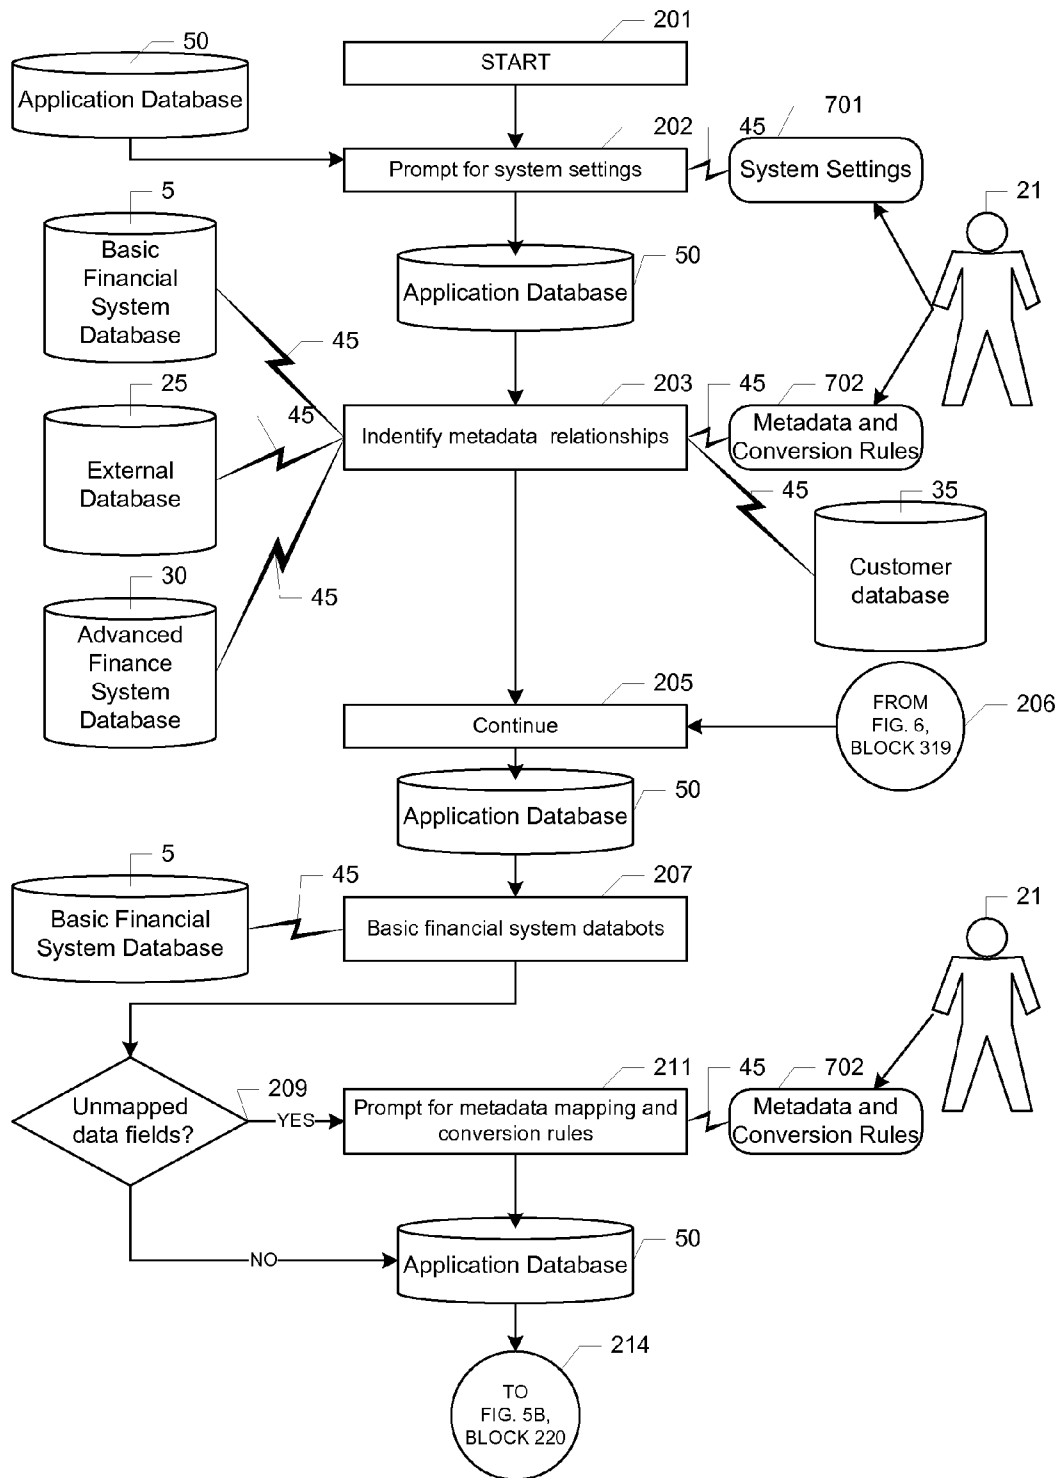 50
201
START
Application Database
202
45
701
Prompt for system settings
System Settings
5
21
Basic
Financial
System
Database
50
Application Database
45
25
45
203
45
702
Indentify metadata relationships
Metadata and
Conversion Rules
External
Database
45
35
30
45
Customer
database
Advanced
Finance
System
Database
205
FROM
FIG. 6,
BLOCK 319
206
Continue
50
Application Database
5
45
207
21
Basic Financial
System Database
Basic financial system databots
209
211
45
702
Unmapped
data fields?
YES
Prompt for metadata mapping and
conversion rules
Metadata and
Conversion Rules
50
NO
Application Database
214
TO
FIG. 5B,
BLOCK 220